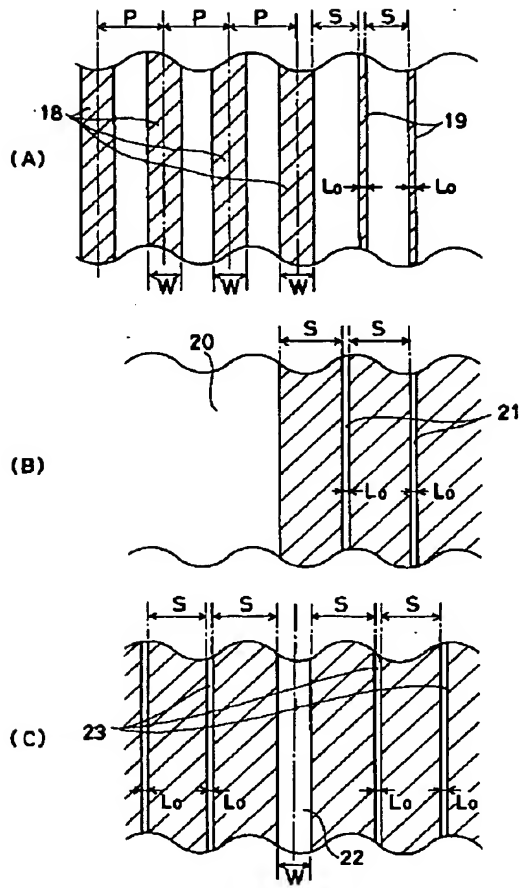 P P P S S
18
19
(A)
Lo Lo
W W W
S S
20
21
(B)
Lo Lo
S S S S
(C)
23
Lo Lo Lo Lo
22
W